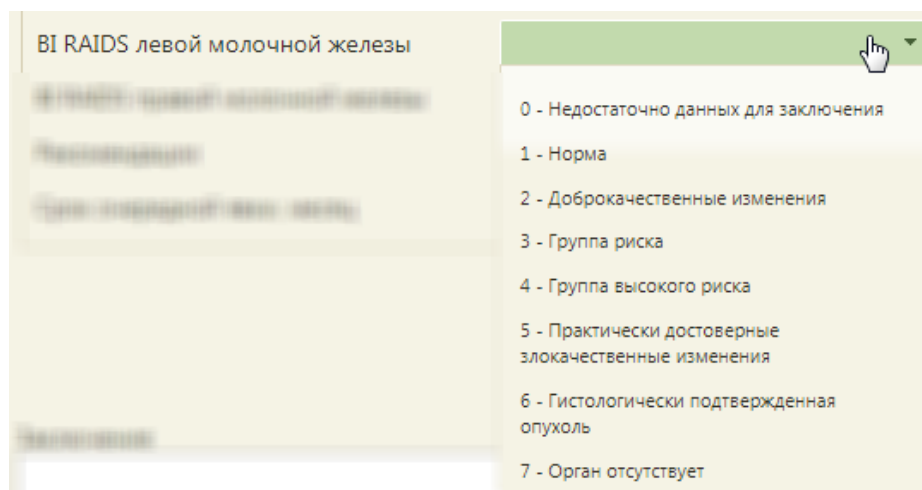 BI RAIDS левой молочной железы
0 - Недостаточно данных для заключения
1 - Норма
2 - Доброкачественные изменения
3 - Группа риска
4 - Группа высокого риска
5 - Практически достоверные
злокачественные изменения
6 - Гистологически подтвержденная
опухоль
7 - Орган отсутствует